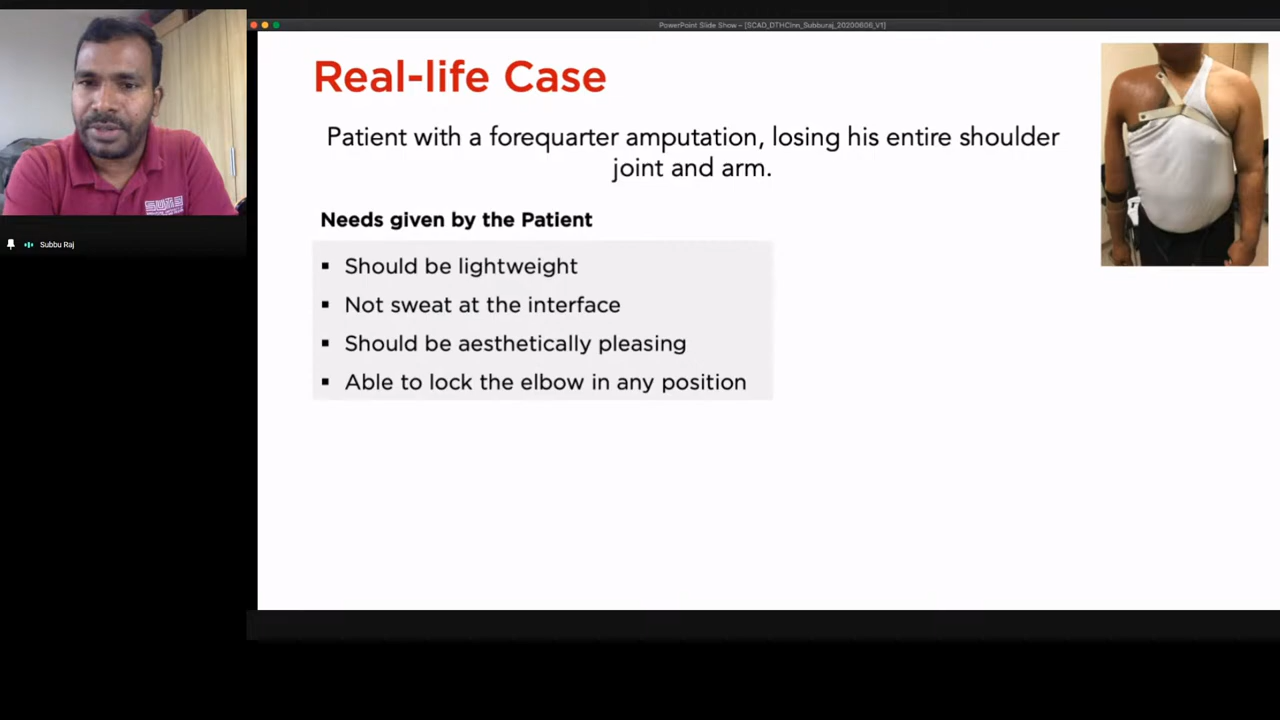 PowerPoint Slide Show – [SCAD_DTHCInn_Subburaj_20200606_V1]
Real-life Case
Patient with a forequarter amputation, losing his entire shoulder
joint and arm.
Needs given by the Patient
▪ Should be lightweight
▪ Not sweat at the interface
▪ Should be aesthetically pleasing
▪ Able to lock the elbow in any position
Subbu Raj